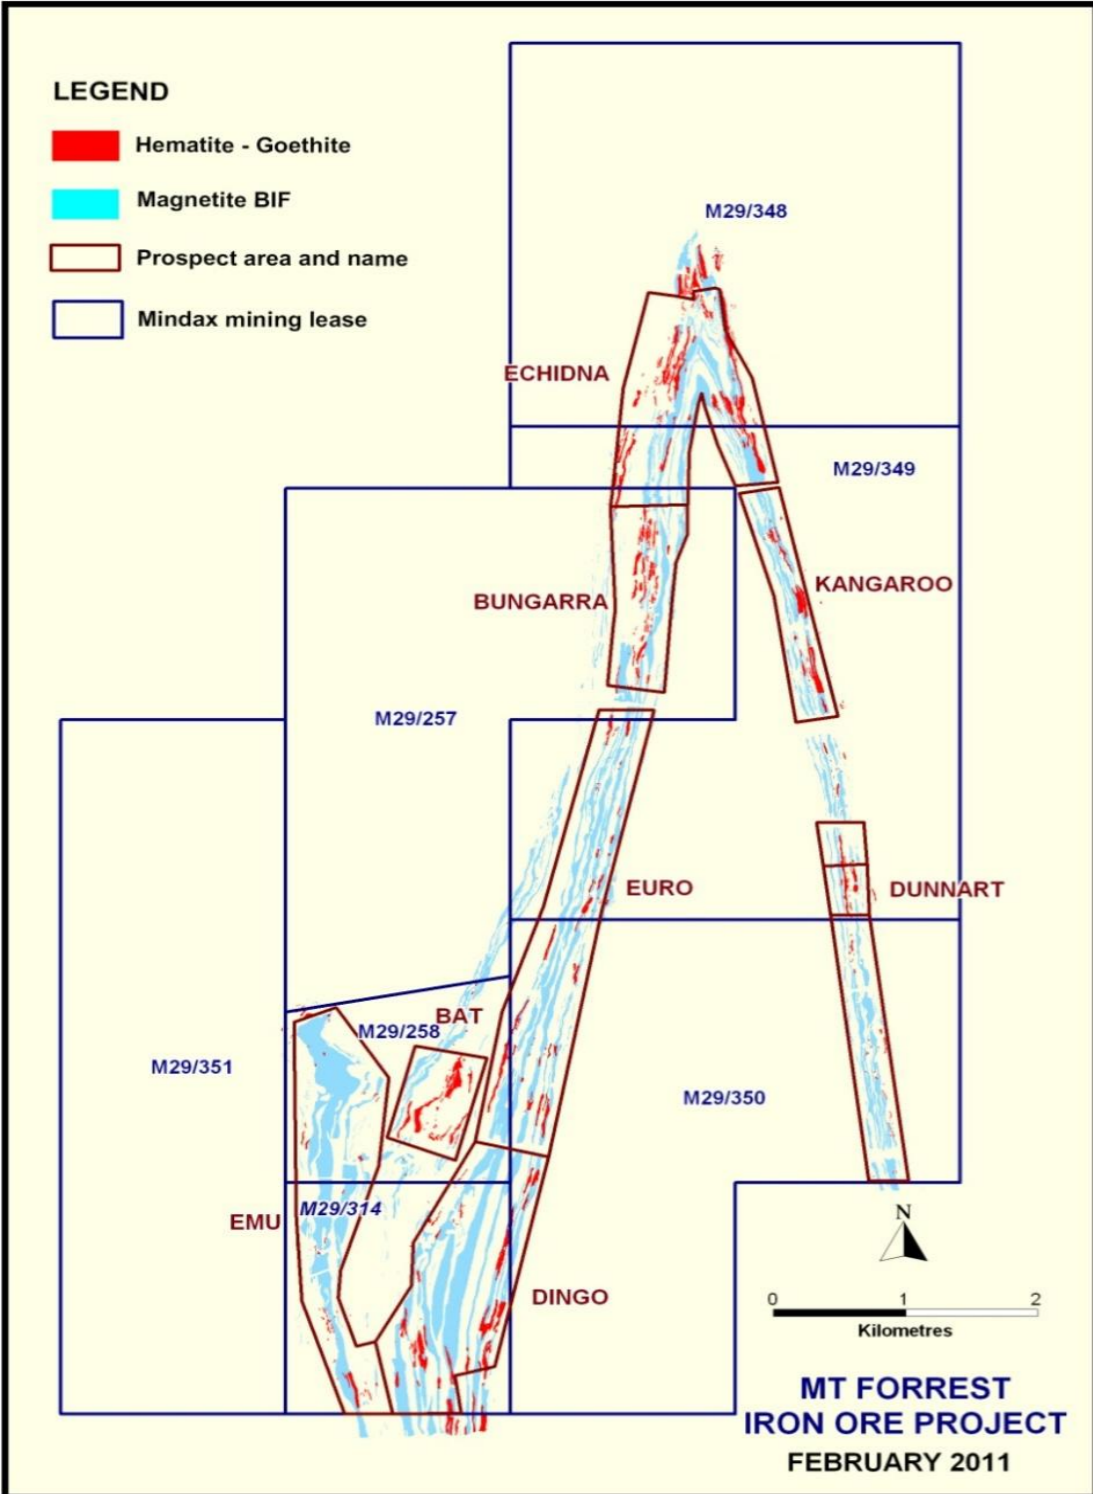 LEGEND
Hematite - Goethite
Magnetite BIF
Prospect area and name
Mindax mining lease
M29/348
ECHIDNA
M29/349
KANGAROO
BUNGARRA
M29/257
EURO
DUNNART
BAT
M29/258
M29/351
M29/350
M29/314
EMU
N
DINGO
0 1 2
Kilometres
MT FORREST
IRON ORE PROJECT
FEBRUARY 2011